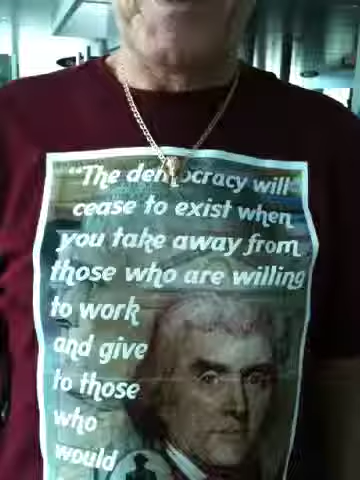 "The democracy will
cease to exist when
you take away from
those who are willing
to work
and give
to those
who
would